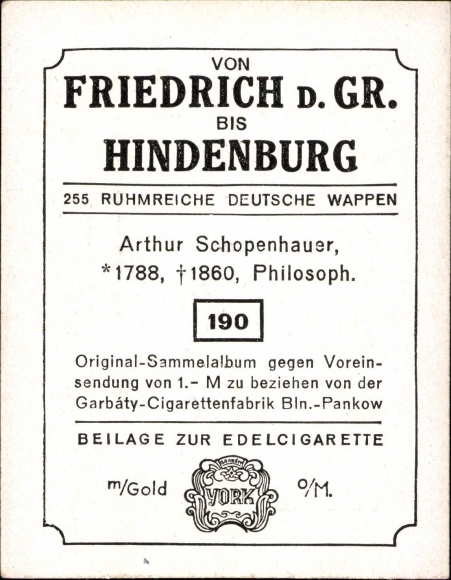 VON
FRIEDRICH D. GR.
BIS
HINDENBURG
255 RUHMREICHE DEUTSCHE WAPPEN
Arthur Schopenhauer,
*1788, †1860, Philosoph.
190
Original-Sammelalbum gegen Vorein-
sendung von 1.- M zu beziehen von der
Garbáty-Cigarettenfabrik Bln.-Pankow
BEILAGE ZUR EDELCIGARETTE
m/Gold YORK o/M.